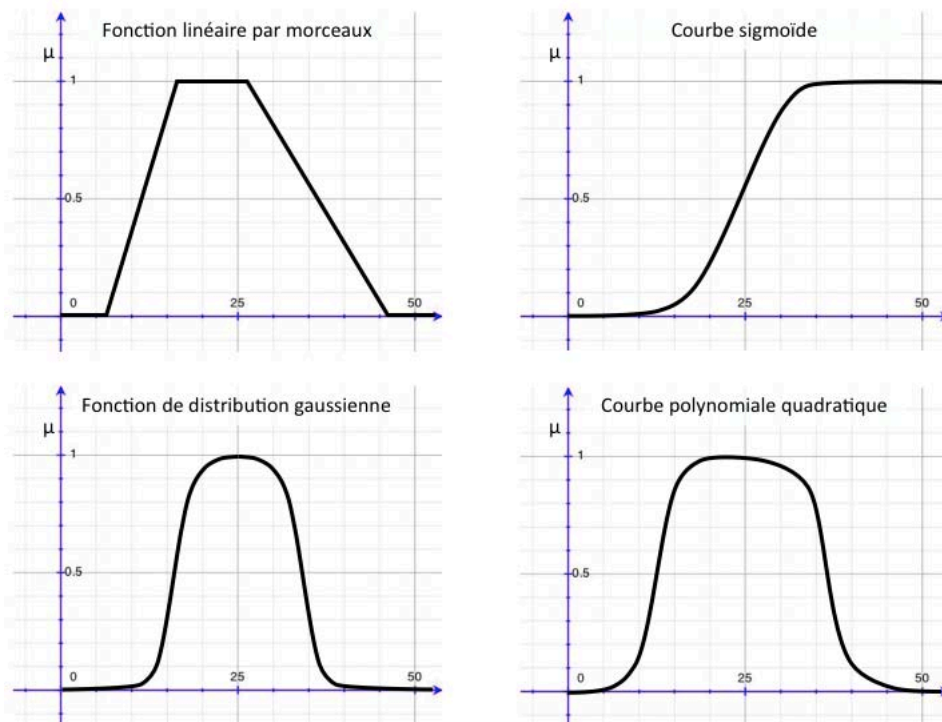 Fonction linéaire par morceaux
μ
1
0.5
0
25
50
Courbe sigmoïde
μ
1
0.5
0
25
50
Fonction de distribution gaussienne
μ
1
0.5
0
25
50
Courbe polynomiale quadratique
μ
1
0.5
0
25
50